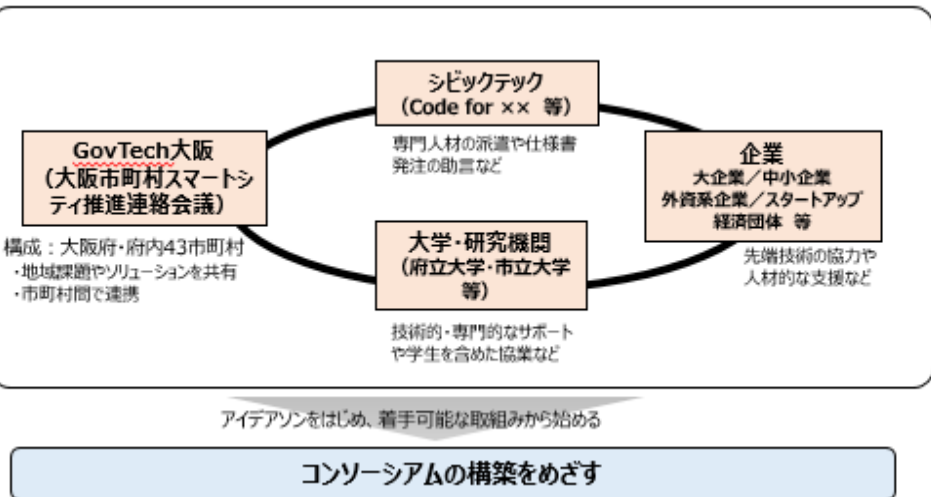 シビックテック
（Code for ×× 等）
専門人材の派遣や仕様書
発注の助言など
GovTech大阪
（大阪市町村スマートシ
ティ推進連絡会議）
構成：大阪府・府内43市町村
・地域課題やソリューションを共有
・市町村間で連携
企業
大企業／中小企業
外資系企業／スタートアップ
経済団体 等
先端技術の協力や
人材的な支援など
大学・研究機関
（府立大学・市立大学
等）
技術的・専門的なサポート
や学生を含めた協業など
アイデアソンをはじめ、着手可能な取組みから始める
コンソーシアムの構築をめざす